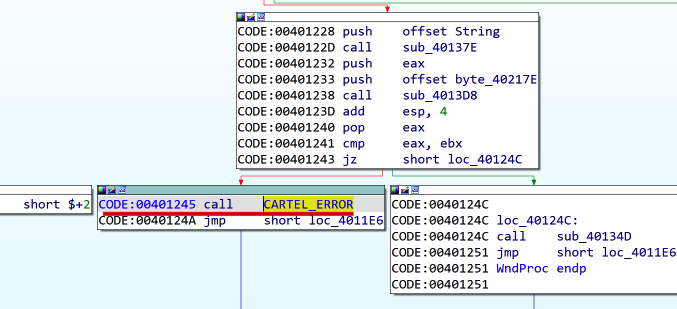 CODE:00401228 push offset String
CODE:0040122D call sub_40137E
CODE:00401232 push eax
CODE:00401233 push offset byte_40217E
CODE:00401238 call sub_4013D8
CODE:0040123D add esp, 4
CODE:00401240 pop eax
CODE:00401241 cmp eax, ebx
CODE:00401243 jz short loc_40124C
short $+2
CODE:00401245 call CARTEL_ERROR
CODE:0040124A jmp short loc_4011E6
CODE:0040124C
CODE:0040124C loc_40124C:
CODE:0040124C call sub_40134D
CODE:00401251 jmp short loc_4011E6
CODE:00401251 WndProc endp
CODE:00401251